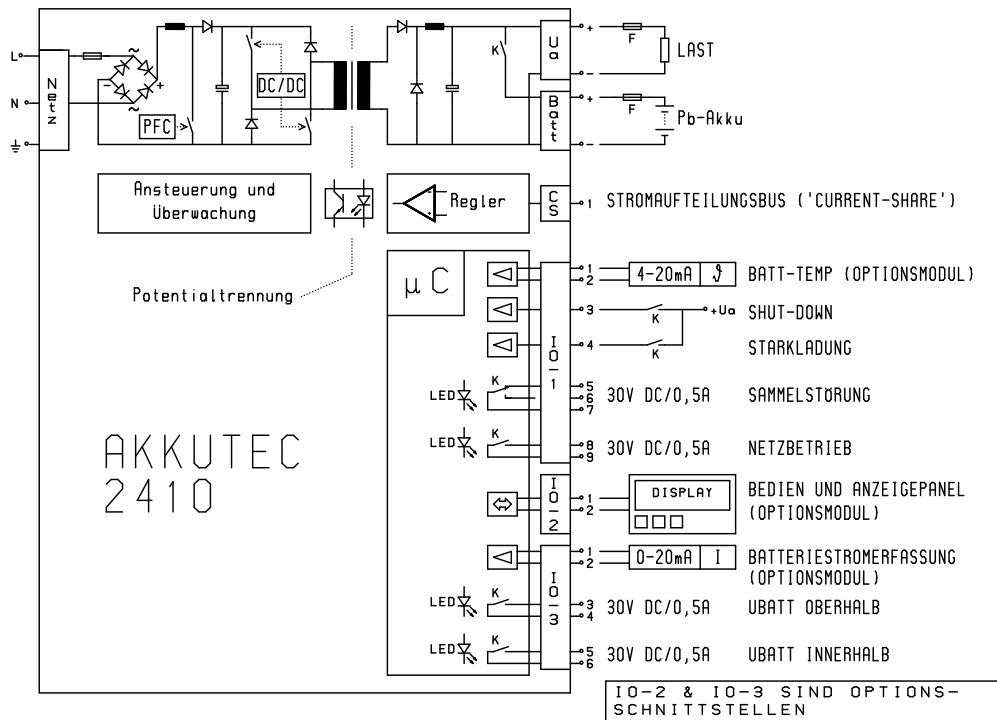 L
N
Netz
~
-
+
~
PFC
DC/DC
K
Ua
+
-
F
LAST
Batt
+
-
F
Pb-Akku
Ansteuerung und
Überwachung
Regler
CS
1
STROMAUFTEILUNGSBUS ('CURRENT-SHARE')
Potentialtrennung
µC
IO-1
1
2
4-20mA
ϑ
BATT-TEMP (OPTIONSMODUL)
3
K
+Ua
SHUT-DOWN
4
K
STARKLADUNG
LED
K
5
6
7
30V DC/0,5A
SAMMELSTÖRUNG
LED
K
8
9
30V DC/0,5A
NETZBETRIEB
AKKUTEC
2410
IO-2
1
2
DISPLAY
BEDIEN UND ANZEIGEPANEL
(OPTIONSMODUL)
IO-3
1
2
0-20mA
I
BATTERIESTROMERFASSUNG
(OPTIONSMODUL)
LED
K
3
4
30V DC/0,5A
UBATT OBERHALB
LED
K
5
6
30V DC/0,5A
UBATT INNERHALB
IO-2 & IO-3 SIND OPTIONS-
SCHNITTSTELLEN